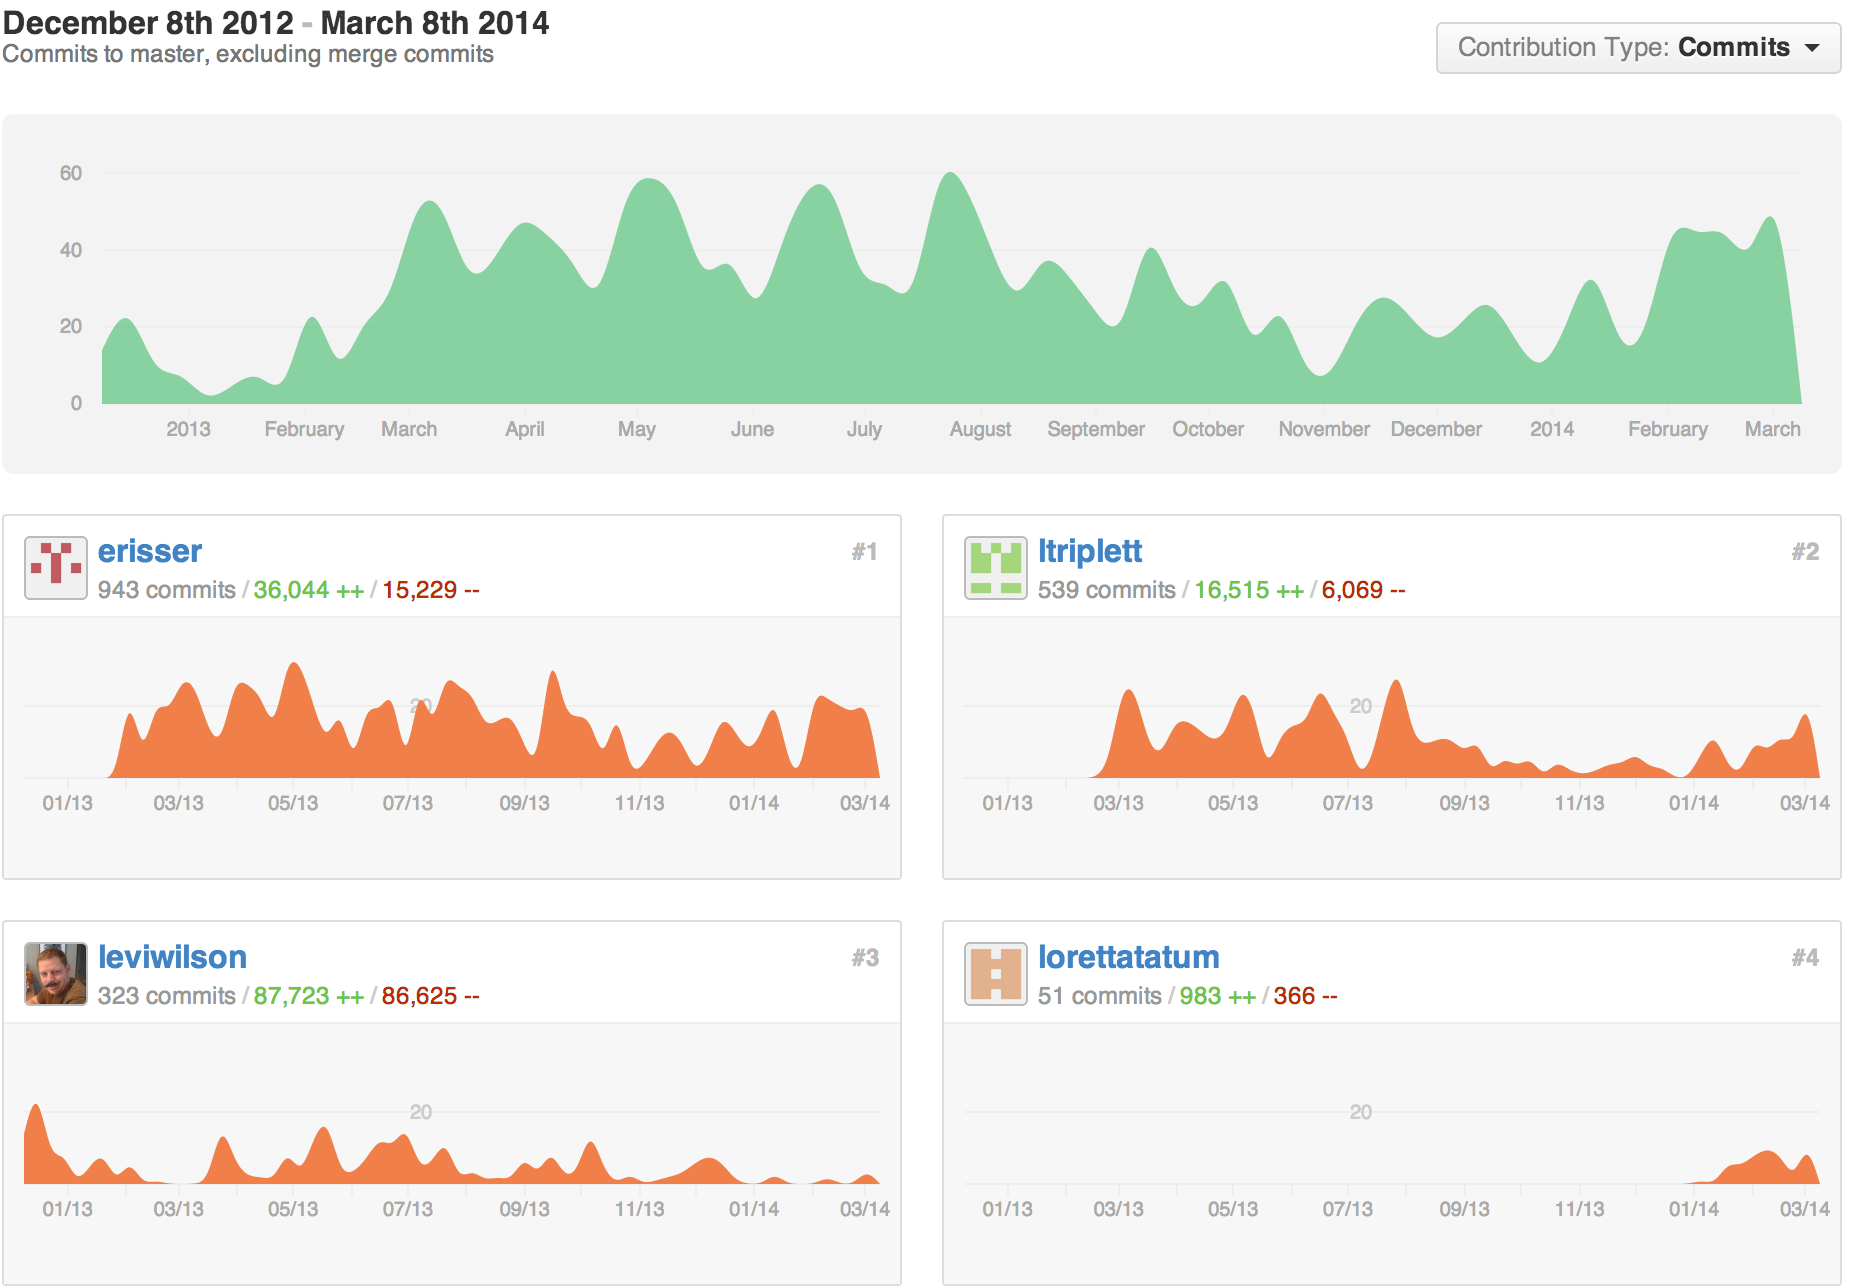 December 8th 2012 - March 8th 2014
Commits to master, excluding merge commits
Contribution Type: Commits
60
40
20
0
2013 February March April May June July August September October November December 2014 February March
erisser #1
943 commits / 36,044 ++ / 15,229 --
20
01/13 03/13 05/13 07/13 09/13 11/13 01/14 03/14
ltriplett #2
539 commits / 16,515 ++ / 6,069 --
20
01/13 03/13 05/13 07/13 09/13 11/13 01/14 03/14
leviwilson #3
323 commits / 87,723 ++ / 86,625 --
20
01/13 03/13 05/13 07/13 09/13 11/13 01/14 03/14
lorettatatum #4
51 commits / 983 ++ / 366 --
20
01/13 03/13 05/13 07/13 09/13 11/13 01/14 03/14